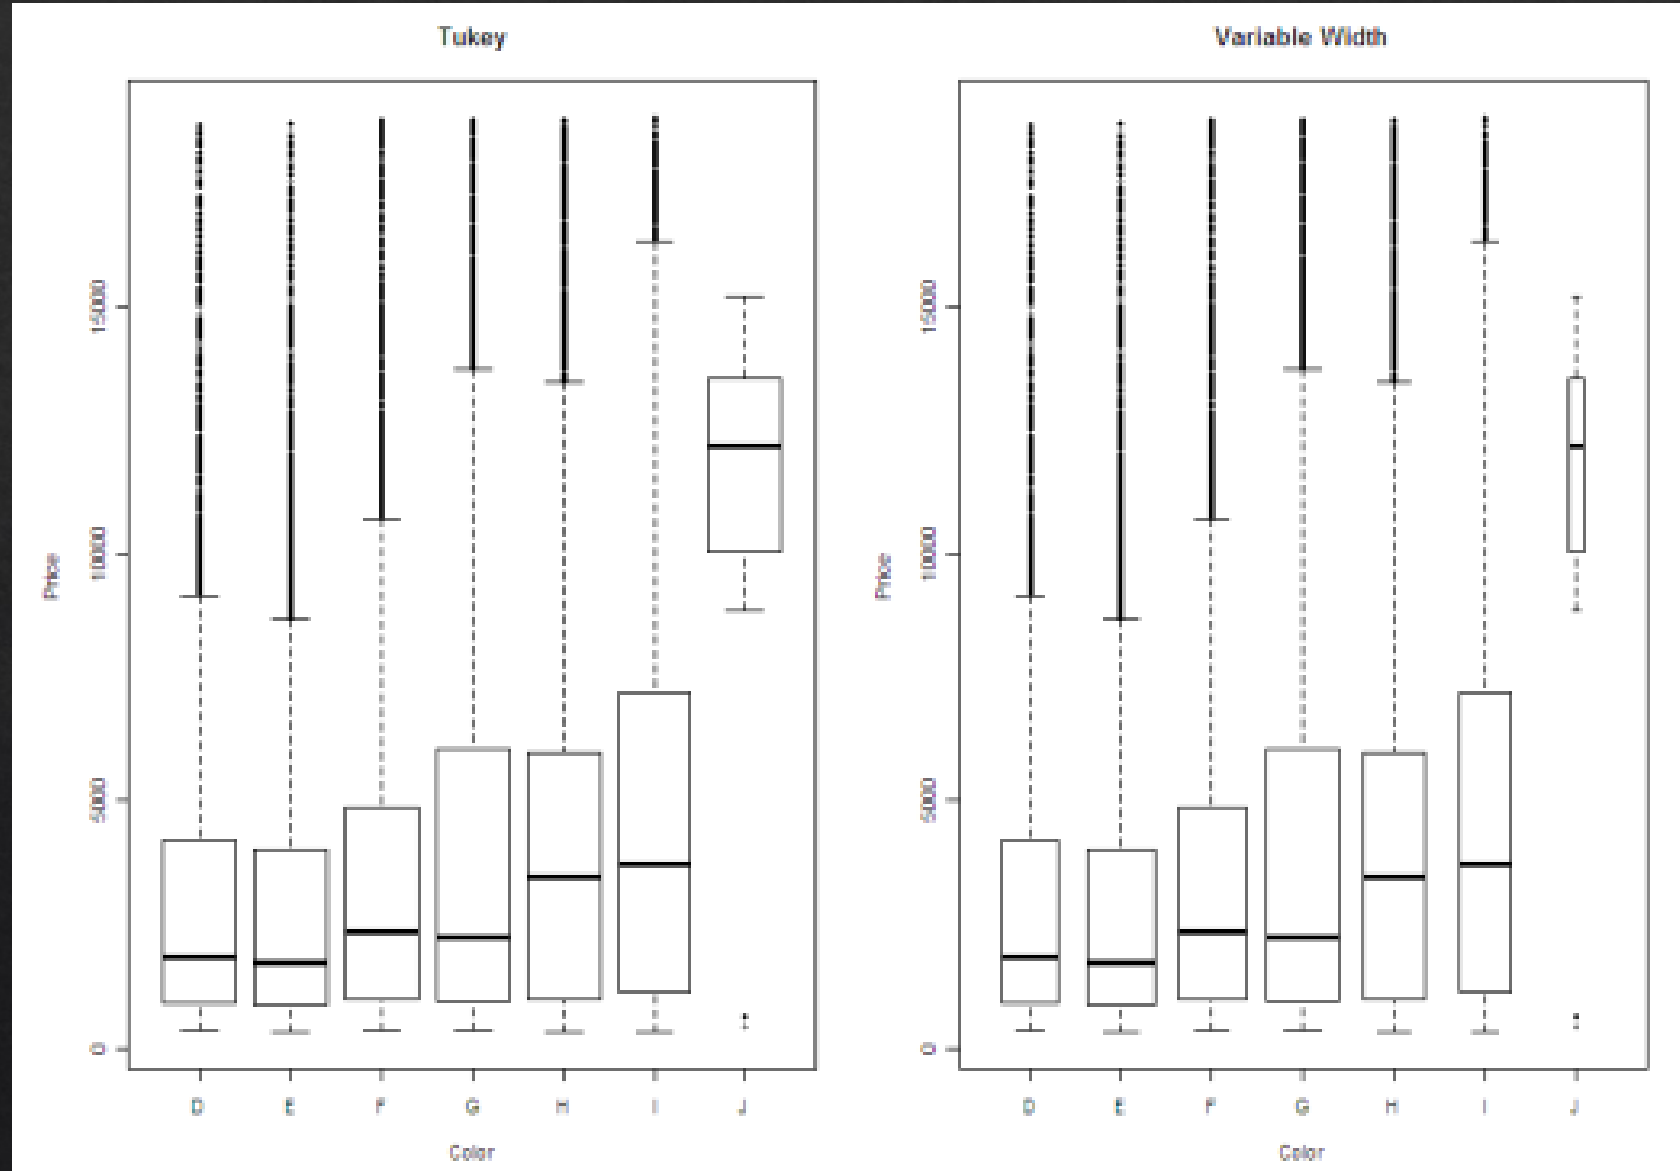 Tukey
Variable Width
Price
15000
10000
5000
0
D E F G H I J
Color
Price
15000
10000
5000
0
D E F G H I J
Color